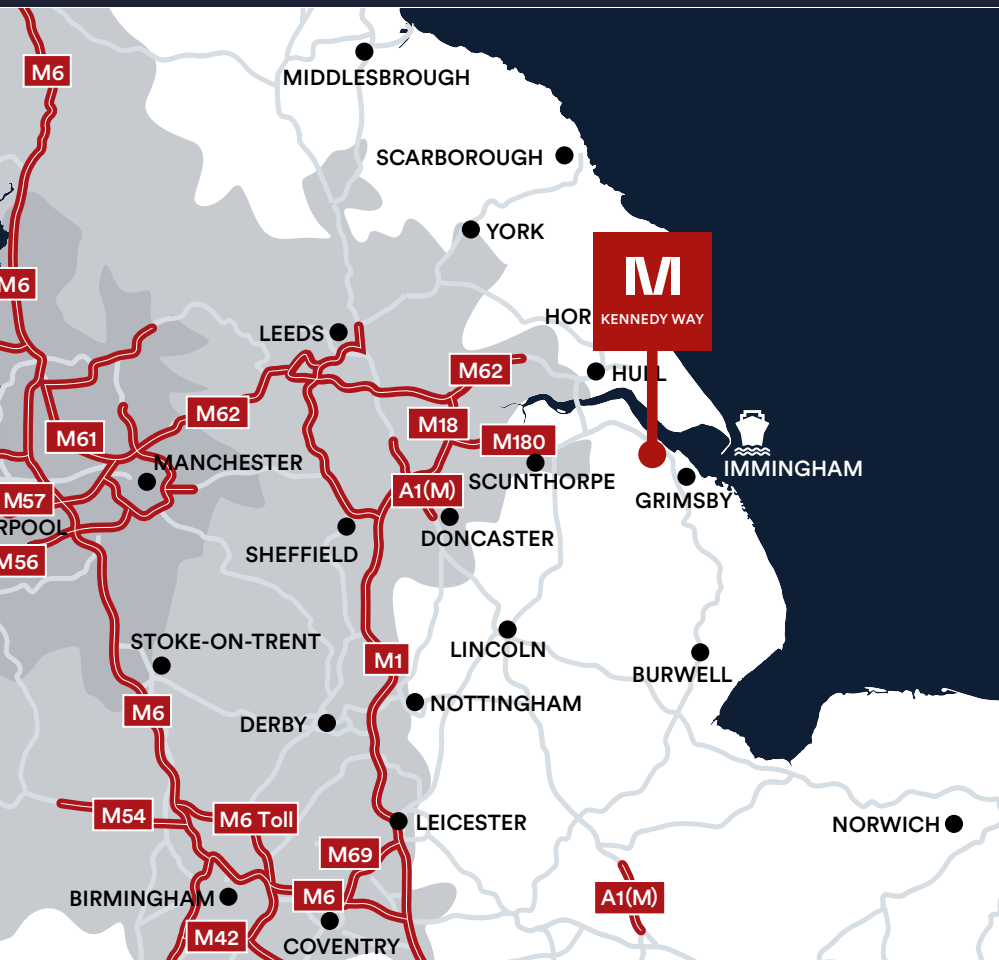 M6
MIDDLESBROUGH
SCARBOROUGH
YORK
M
KENNEDY WAY
M6
HOR
LEEDS
M62
HULL
M62
M18
M61
M180
MANCHESTER
IMMINGHAM
SCUNTHORPE
A1(M)
M57
GRIMSBY
RPOOL
DONCASTER
SHEFFIELD
M56
STOKE-ON-TRENT
LINCOLN
M1
BURWELL
NOTTINGHAM
M6
DERBY
M54
M6 Toll
LEICESTER
NORWICH
M69
BIRMINGHAM
M6
A1(M)
M42
COVENTRY